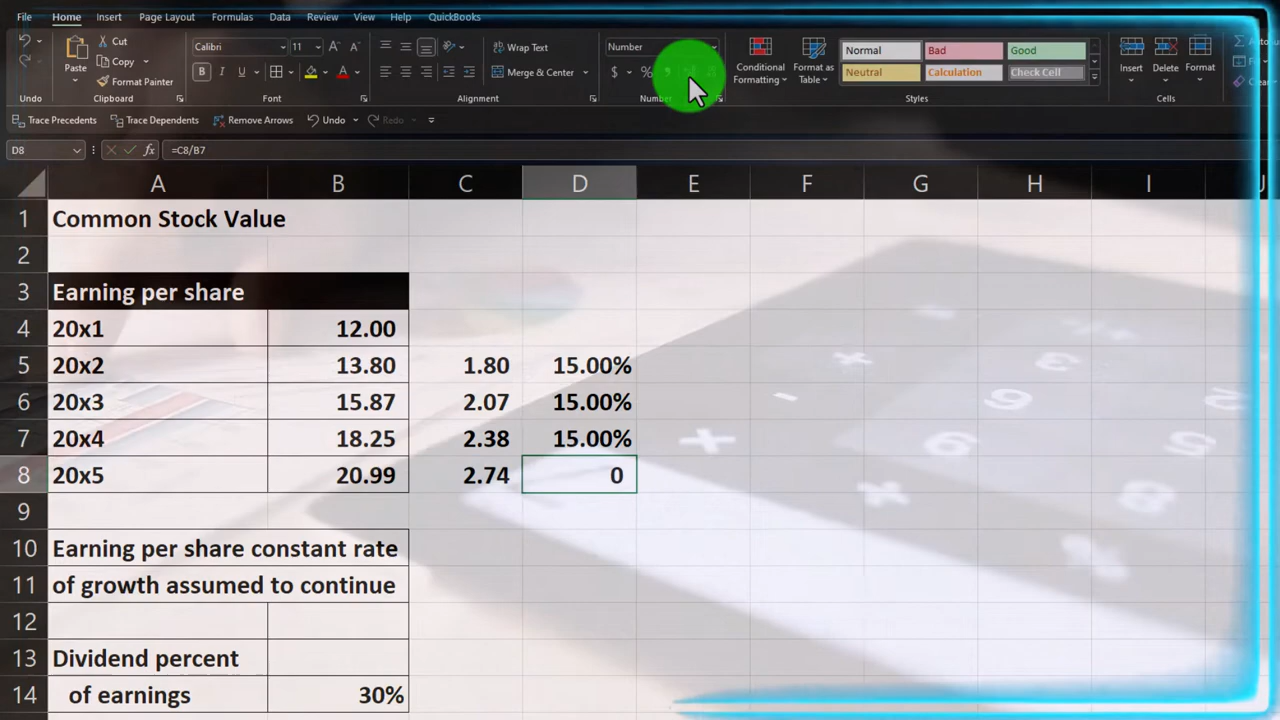 File Home Insert Page Layout Formulas Data Review View Help QuickBooks
Cut Calibri 11 Wrap Text Number Normal Bad Good
Paste Copy B I U Merge & Center $ % Conditional Formatting Format as Table Neutral Calculation Check Cell Insert Delete Format
Format Painter
Undo Clipboard Font Alignment Number Styles Cells
Trace Precedents Trace Dependents Remove Arrows Undo Redo
D8 fx =C8/B7
A B C D E F G H I
1 Common Stock Value
2
3 Earning per share
4 20x1 12.00
5 20x2 13.80 1.80 15.00%
6 20x3 15.87 2.07 15.00%
7 20x4 18.25 2.38 15.00%
8 20x5 20.99 2.74 0
9
10 Earning per share constant rate
11 of growth assumed to continue
12
13 Dividend percent
14 of earnings 30%